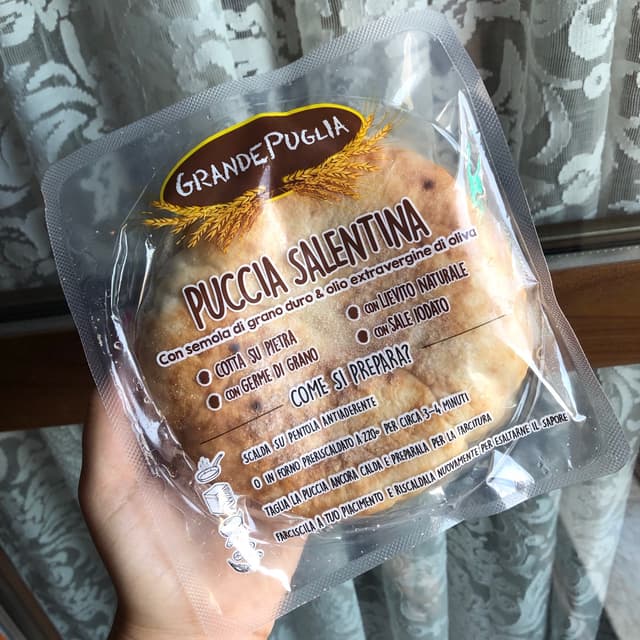 GRANDEPUGLIA
PUCCIA SALENTINA
Con semola di grano duro & olio extravergine di oliva
COTTA SU PIETRA
con GERME DI GRANO
con LIEVITO NATURALE
con SALE IODATO
COME SI PREPARA?
SCALDA SU PENTOLA ANTIADERENTE
O IN FORNO PRERISCALDATO A 220° PER CIRCA 3-4 MINUTI
TAGLIA LA PUCCIA ANCORA CALDA E PREPARALA PER LA FARCITURA
FARCISCILA A TUO PIACIMENTO E RISCALDALA NUOVAMENTE PER ESALTARNE IL SAPORE